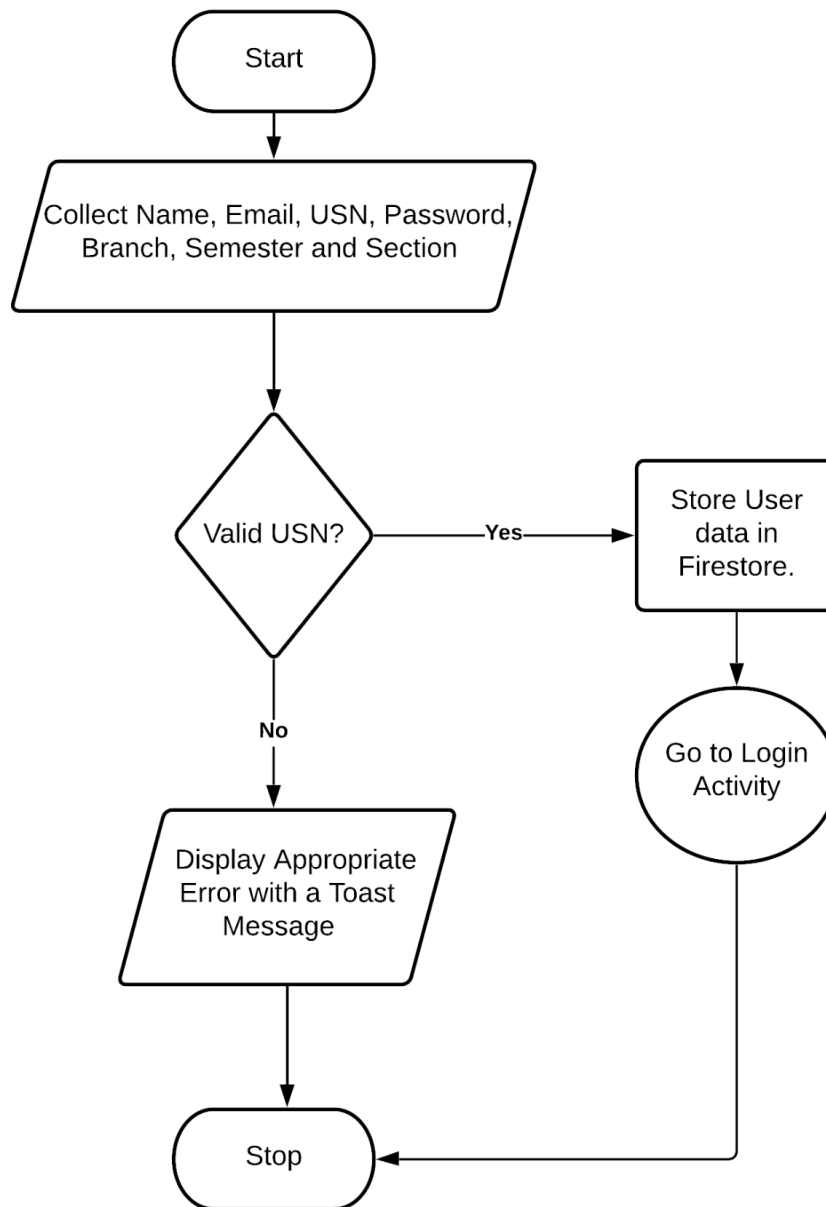 Start
Collect Name, Email, USN, Password,
Branch, Semester and Section
Valid USN?
Yes
Store User
data in
Firestore.
No
Go to Login
Activity
Display Appropriate
Error with a Toast
Message
Stop